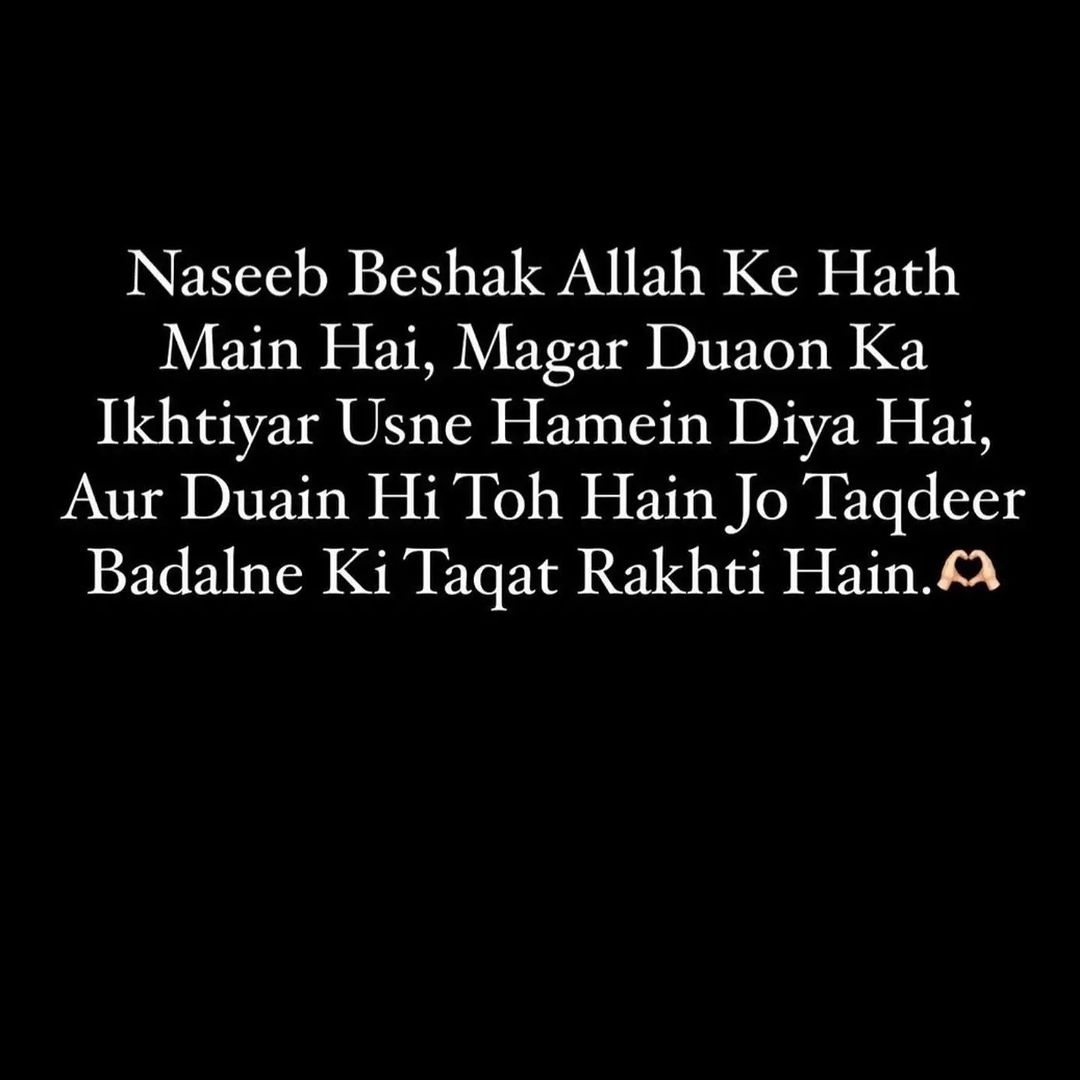 Naseeb Beshak Allah Ke Hath
Main Hai, Magar Duaon Ka
Ikhtiyar Usne Hamein Diya Hai,
Aur Duain Hi Toh Hain Jo Taqdeer
Badalne Ki Taqat Rakhti Hain.🫶🏻